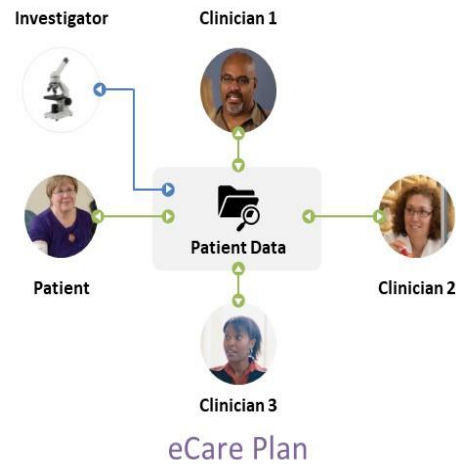 Investigator
Clinician 1
Patient Data
Patient
Clinician 2
Clinician 3
eCare Plan